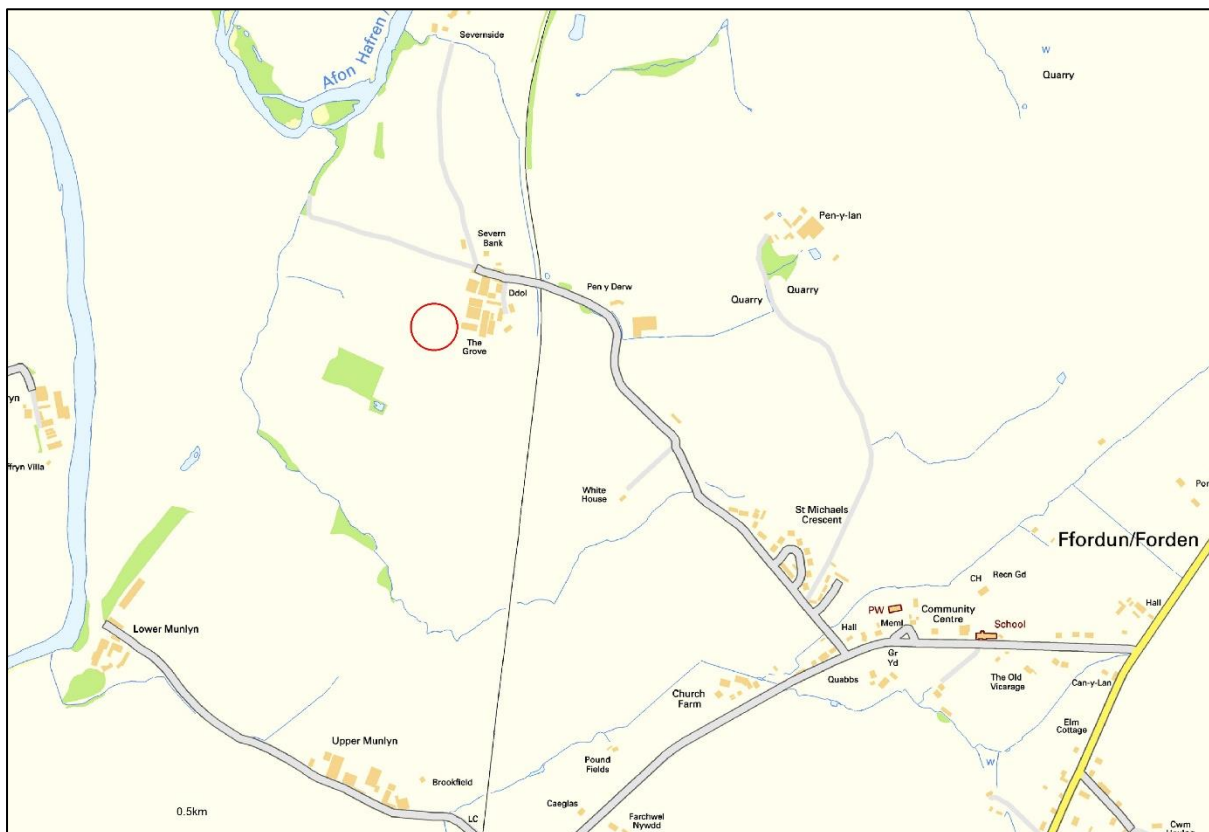 Severnside
Afon Hafren /
W
Quarry
Pen-y-lan
Severn
Bank
Ddol
Pen y Derw
Quarry
Quarry
The
Grove
ryn
ffryn Villa
White
House
St Michaels
Crescent
Por
Ffordun/Forden
CH
Recn Gd
PW
Community
Centre
Hall
Hall
Meml
School
Lower Munlyn
Gr
Yd
Quabbs
The Old
Vicarage
Can-y-Lan
Church
Farm
Elm
Cottage
Upper Munlyn
Pound
Fields
W
Brookfield
0.5km
LC
Caeglas
Farchwel
Nywdd
Cwm